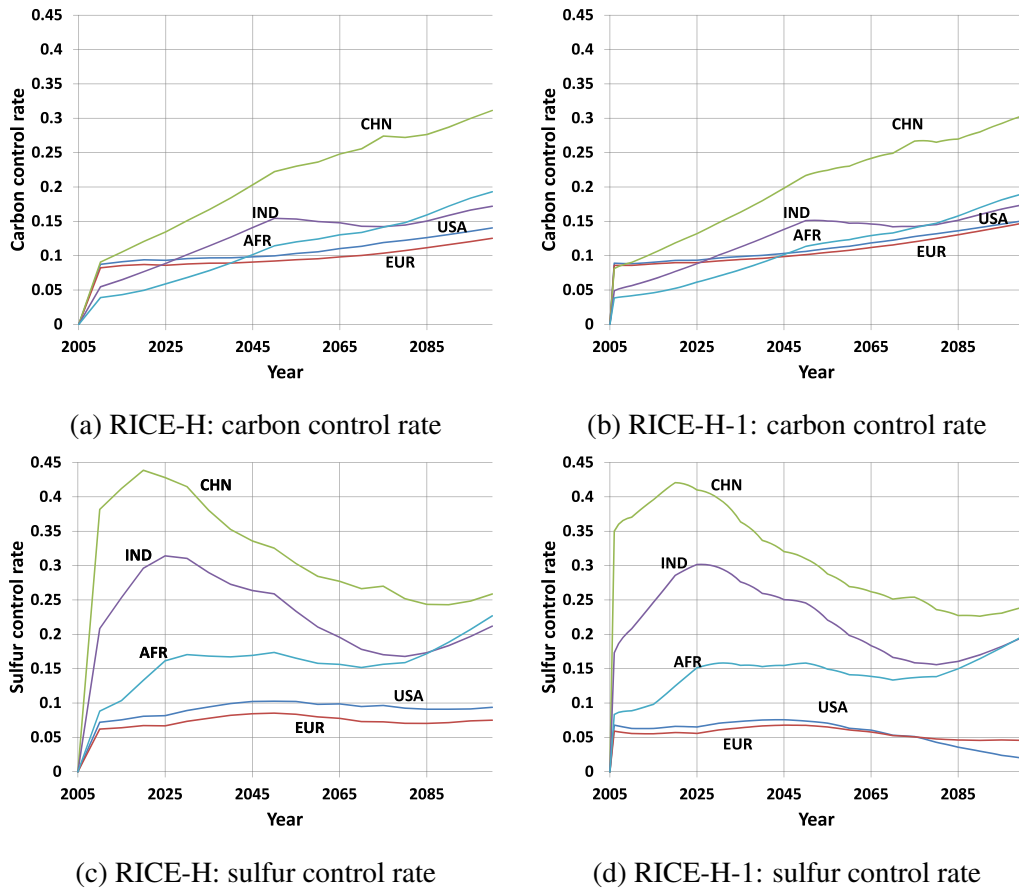 0.45
0.4
0.35
0.3
0.25
0.2
0.15
0.1
0.05
0
Carbon control rate
CHN
IND
AFR
USA
EUR
2005 2025 2045 2065 2085
Year
(a) RICE-H: carbon control rate
0.45
0.4
0.35
0.3
0.25
0.2
0.15
0.1
0.05
0
Carbon control rate
CHN
IND
AFR
USA
EUR
2005 2025 2045 2065 2085
Year
(b) RICE-H-1: carbon control rate
0.45
0.4
0.35
0.3
0.25
0.2
0.15
0.1
0.05
0
Sulfur control rate
CHN
IND
AFR
USA
EUR
2005 2025 2045 2065 2085
Year
(c) RICE-H: sulfur control rate
0.45
0.4
0.35
0.3
0.25
0.2
0.15
0.1
0.05
0
Sulfur control rate
CHN
IND
AFR
USA
EUR
2005 2025 2045 2065 2085
Year
(d) RICE-H-1: sulfur control rate